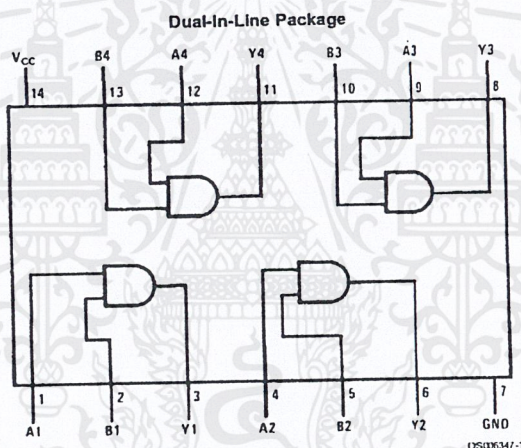 Dual-In-Line Package
VCC B4 A4 Y4 B3 A3 Y3
14 13 12 11 10 9 8
1 2 3 4 5 6 7
A1 B1 Y1 A2 B2 Y2 GND